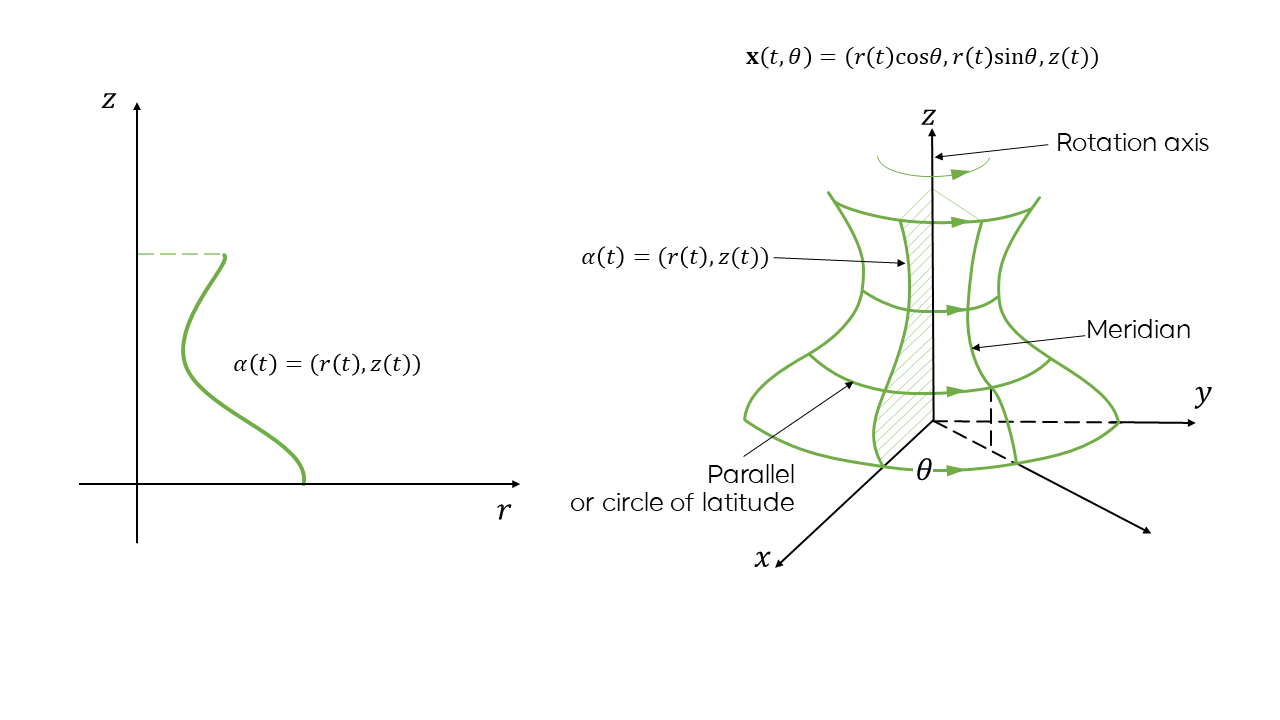 𝐱(t, θ) = (r(t)cosθ, r(t)sinθ, z(t))
z
z
Rotation axis
α(t) = (r(t), z(t))
Meridian
α(t) = (r(t), z(t))
y
Parallel
or circle of latitude
θ
r
x